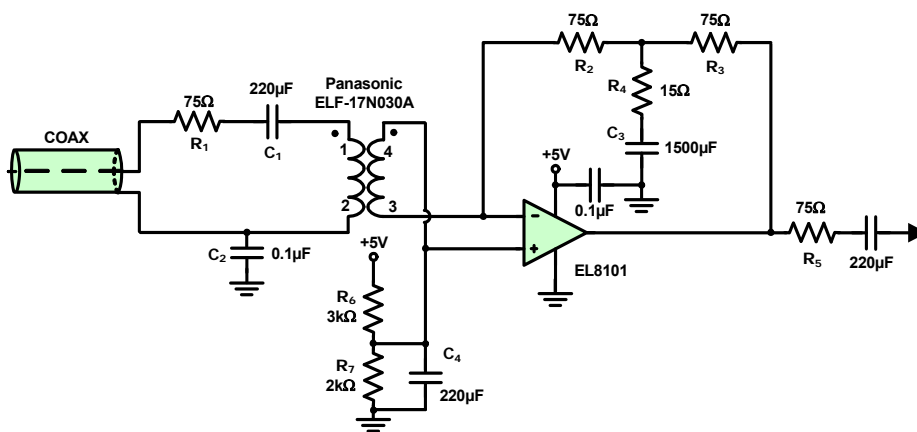 75Ω
75Ω
R2
R3
R4
15Ω
C3
1500µF
Panasonic
ELF-17N030A
220µF
75Ω
R1
C1
COAX
1
4
2
3
+5V
0.1µF
75Ω
R5
220µF
EL8101
C2
0.1µF
+5V
R6
3kΩ
R7
2kΩ
C4
220µF